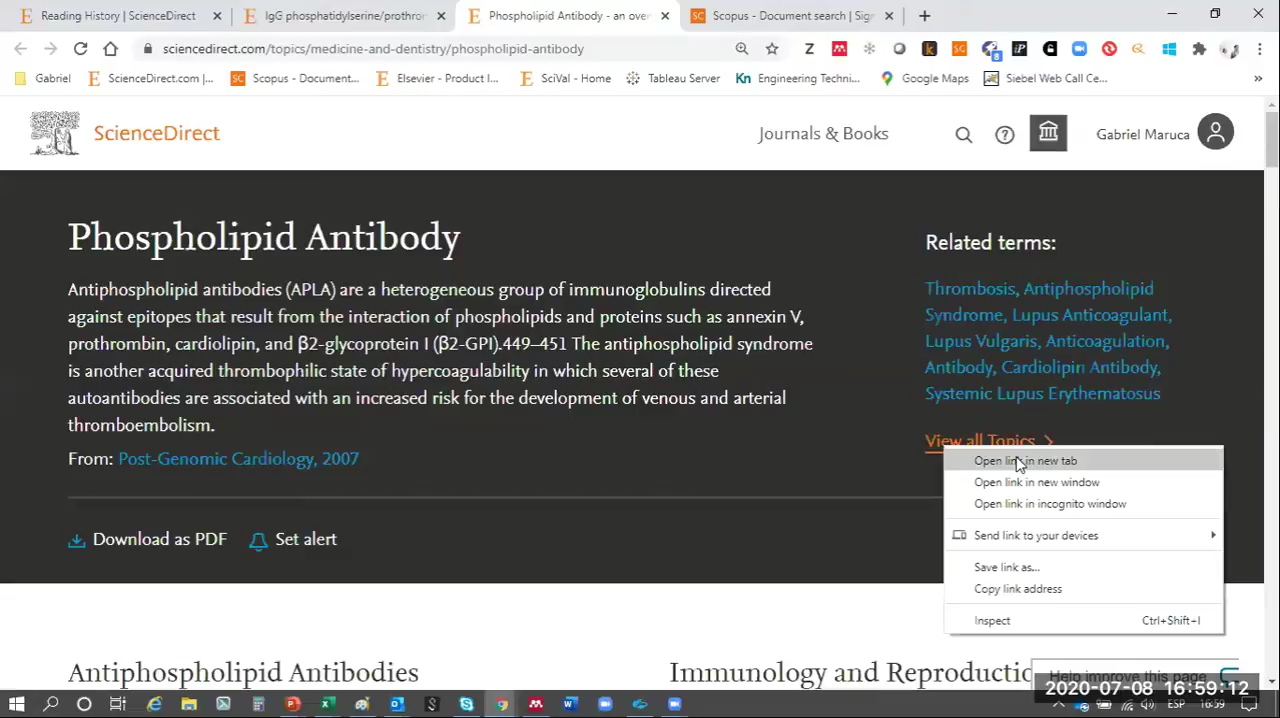 Reading History | ScienceDirect
IgG phosphatidylserine/prothron
Phospholipid Antibody - an over
Scopus - Document search | Sign
sciencedirect.com/topics/medicine-and-dentistry/phospholipid-antibody
Gabriel
ScienceDirect.com |...
Scopus - Document...
Elsevier - Product I...
SciVal - Home
Tableau Server
Engineering Techni...
Google Maps
Siebel Web Call Ce...
ScienceDirect
Journals & Books
Gabriel Maruca
Phospholipid Antibody
Antiphospholipid antibodies (APLA) are a heterogeneous group of immunoglobulins directed
against epitopes that result from the interaction of phospholipids and proteins such as annexin V,
prothrombin, cardiolipin, and β2-glycoprotein I (β2-GPI).449–451 The antiphospholipid syndrome
is another acquired thrombophilic state of hypercoagulability in which several of these
autoantibodies are associated with an increased risk for the development of venous and arterial
thromboembolism.
From: Post-Genomic Cardiology, 2007
Download as PDF
Set alert
Related terms:
Thrombosis, Antiphospholipid
Syndrome, Lupus Anticoagulant,
Lupus Vulgaris, Anticoagulation,
Antibody, Cardiolipin Antibody,
Systemic Lupus Erythematosus
View all Topics
Open link in new tab
Open link in new window
Open link in incognito window
Send link to your devices
Save link as...
Copy link address
Inspect Ctrl+Shift+I
Antiphospholipid Antibodies
Immunology and Reproductio
Help improve this page
2020-07-08 16:59:12
ESP
16:59